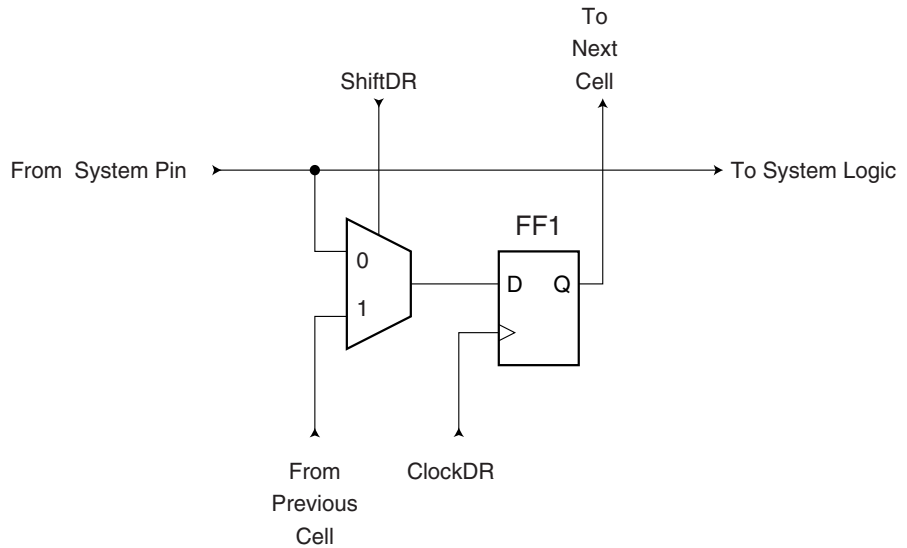 To
Next
Cell
ShiftDR
From System Pin
To System Logic
FF1
0
D Q
1
From
Previous
Cell
ClockDR